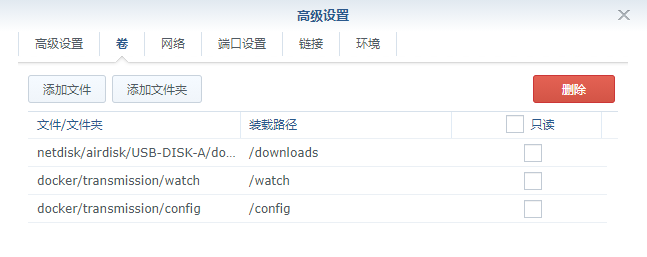 高级设置
高级设置 卷 网络 端口设置 链接 环境
添加文件 添加文件夹 删除
文件/文件夹 装载路径 只读
netdisk/airdisk/USB-DISK-A/do... /downloads
docker/transmission/watch /watch
docker/transmission/config /config